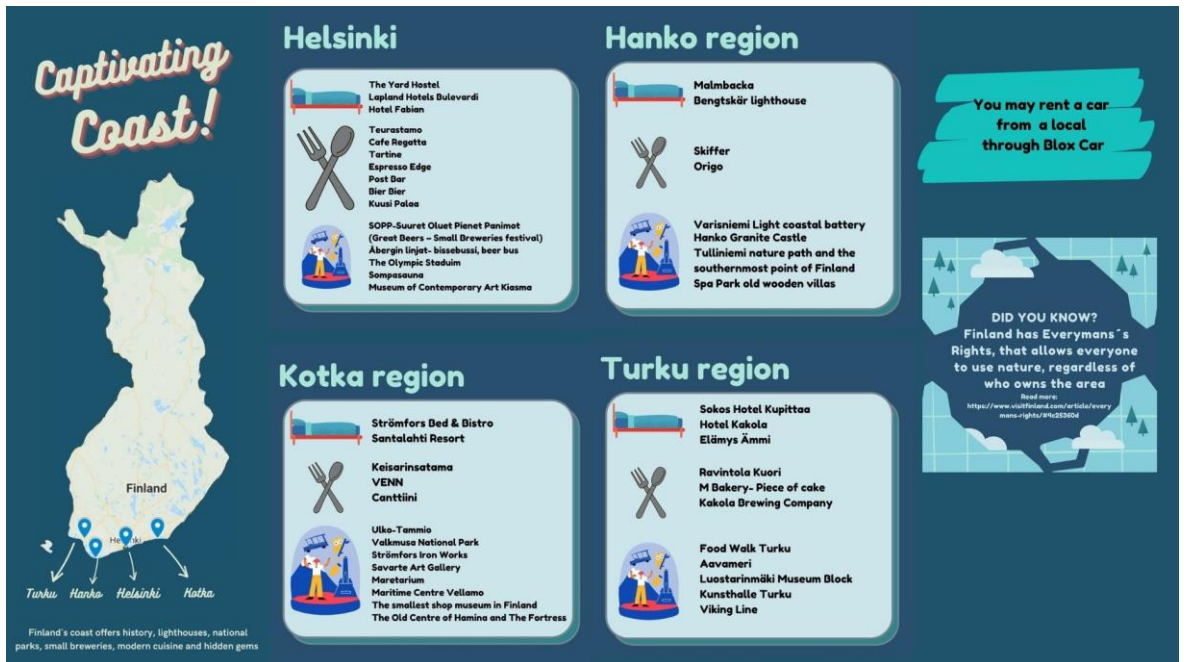 Captivating
Coast!
Finland
Helsinki
Turku
Hanko
Helsinki
Kotka
Finland's coast offers history, lighthouses, national
parks, small breweries, modern cuisine and hidden gems
Helsinki
The Yard Hostel
Lapland Hotels Bulevardi
Hotel Fabian
Teurastamo
Cafe Regatta
Tartine
Espresso Edge
Post Bar
Bier Bier
Kuusi Palaa
SOPP-Suuret Oluet Pienet Panimot
(Great Beers – Small Breweries festival)
Åbergin linjat- bissebussi, beer bus
The Olympic Staduim
Sompasauna
Museum of Contemporary Art Kiasma
Hanko region
Malmbacka
Bengtskär lighthouse
Skiffer
Origo
Varisniemi Light coastal battery
Hanko Granite Castle
Tulliniemi nature path and the
southernmost point of Finland
Spa Park old wooden villas
Kotka region
Strömfors Bed & Bistro
Santalahti Resort
Keisarinsatama
VENN
Canttiini
Ulko-Tammio
Valkmusa National Park
Strömfors Iron Works
Savarte Art Gallery
Maretarium
Maritime Centre Vellamo
The smallest shop museum in Finland
The Old Centre of Hamina and The Fortress
Turku region
Sokos Hotel Kupittaa
Hotel Kakola
Elämys Ämmi
Ravintola Kuori
M Bakery- Piece of cake
Kakola Brewing Company
Food Walk Turku
Aavameri
Luostarinmäki Museum Block
Kunsthalle Turku
Viking Line
You may rent a car
from a local
through Blox Car
DID YOU KNOW?
Finland has Everymans´s
Rights, that allows everyone
to use nature, regardless of
who owns the area
Read more:
https://www.visitfinland.com/article/every
mans-rights/#4c25360d